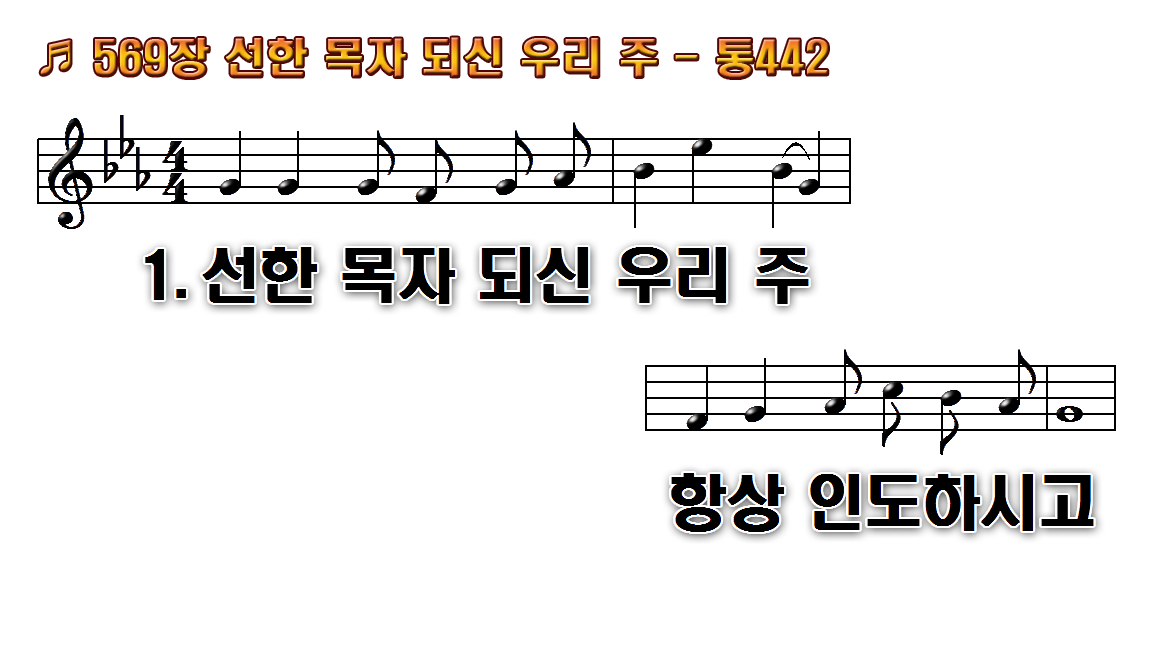 ♬ 569장 선한 목자 되신 우리 주 - 통442
1. 선한 목자 되신 우리 주
항상 인도하시고